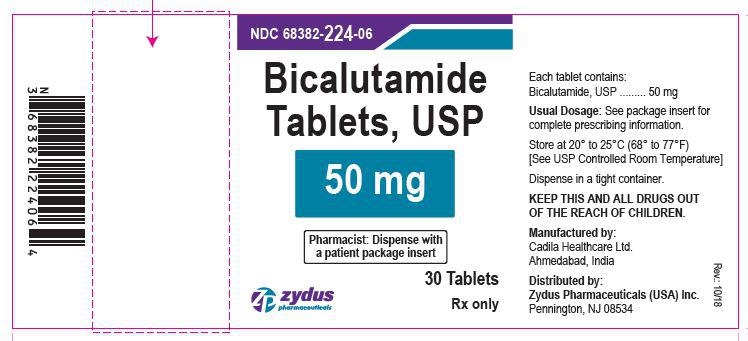 N
3 68382 22406 4
NDC 68382-224-06
Bicalutamide
Tablets, USP
50 mg
Pharmacist: Dispense with
a patient package insert
30 Tablets
Rx only
zydus
pharmaceuticals
Each tablet contains:
Bicalutamide, USP ......... 50 mg
Usual Dosage: See package insert for
complete prescribing information.
Store at 20° to 25°C (68° to 77°F)
[See USP Controlled Room Temperature]
Dispense in a tight container.
KEEP THIS AND ALL DRUGS OUT
OF THE REACH OF CHILDREN.
Manufactured by:
Cadila Healthcare Ltd.
Ahmedabad, India
Distributed by:
Zydus Pharmaceuticals (USA) Inc.
Pennington, NJ 08534
Rev.: 10/18